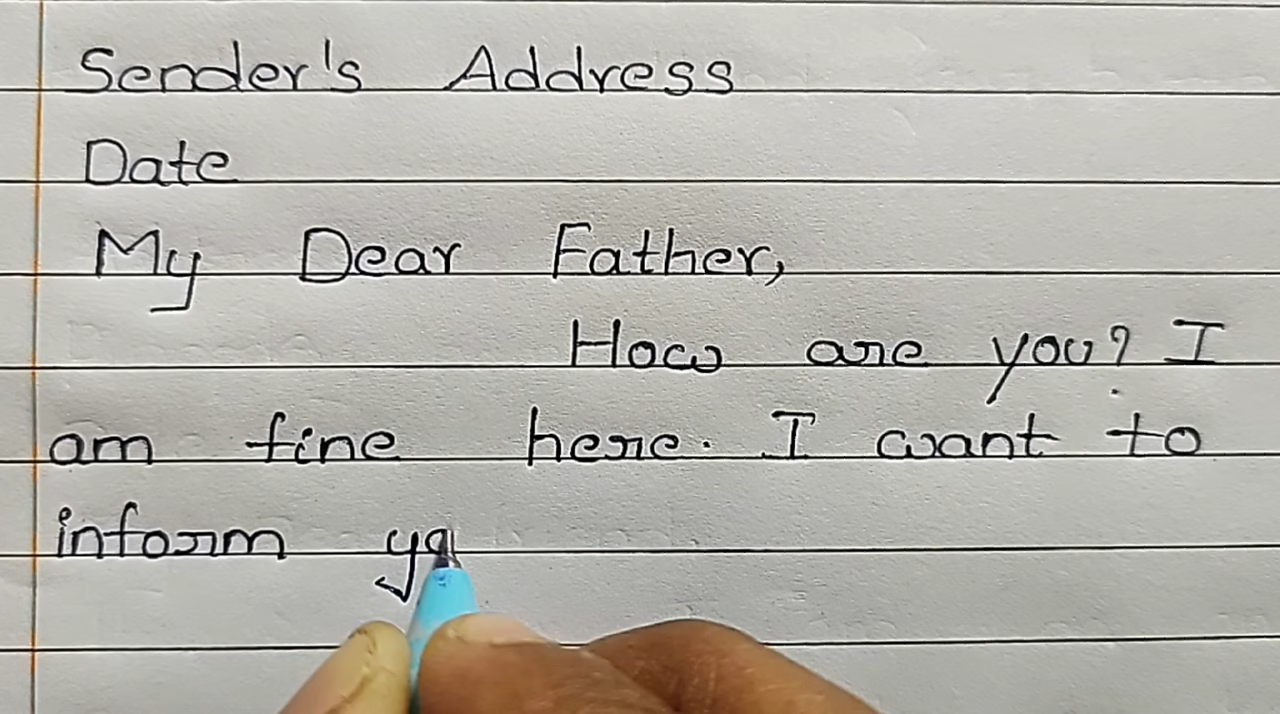 Sender's Address
Date
My Dear Father,
How are you? I
am fine here. I want to
inform